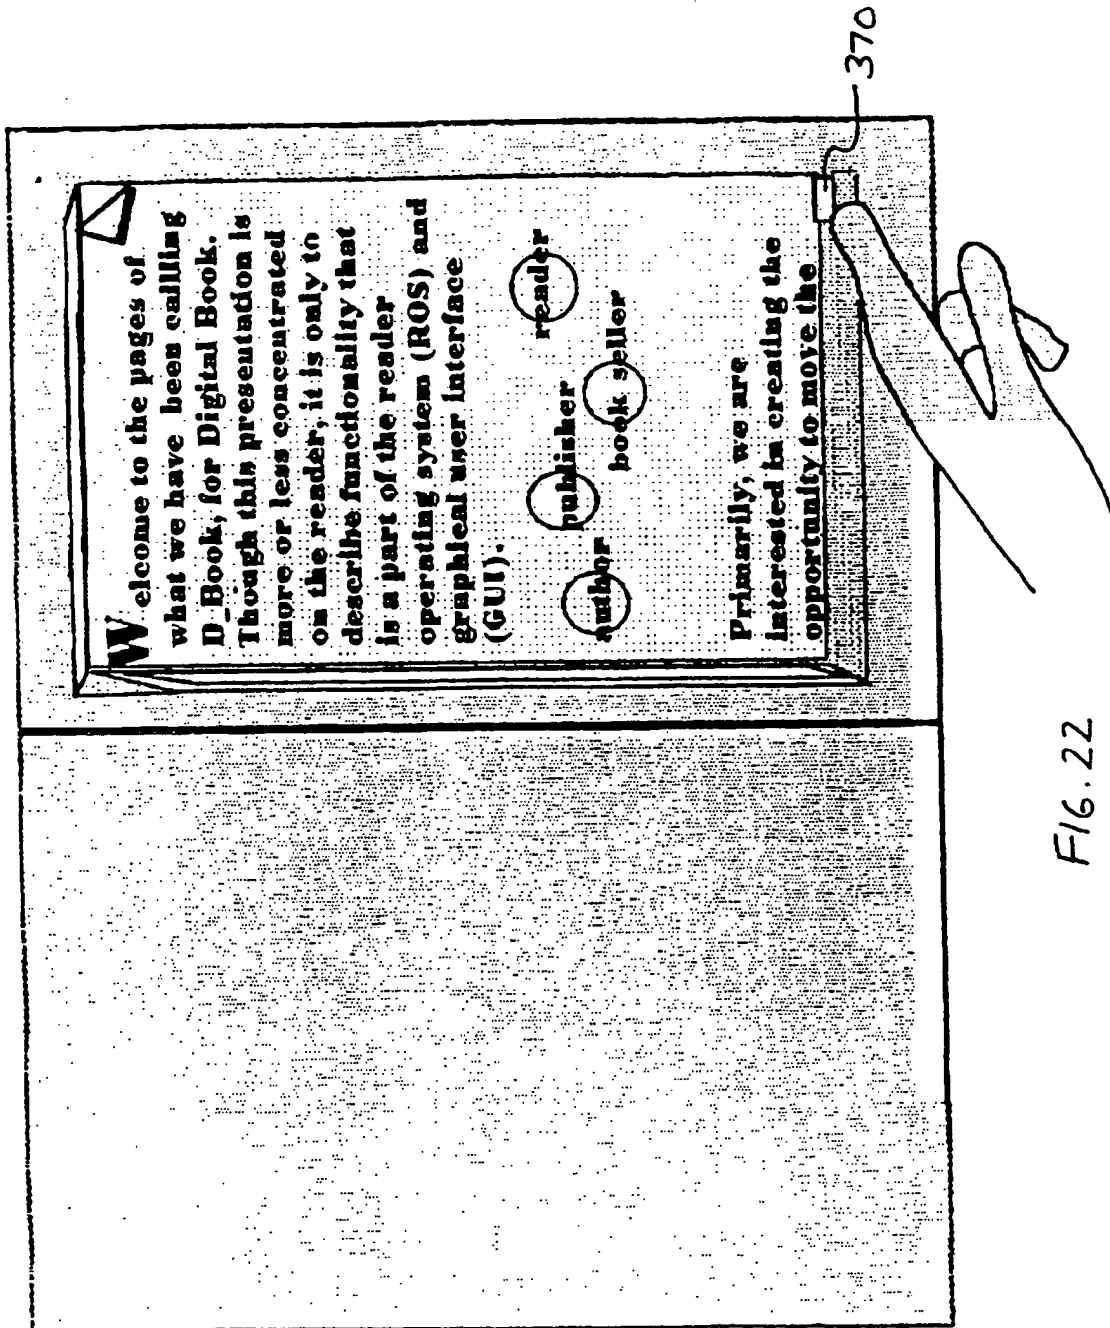 Welcome to the pages of
what we have been callling
D_Book, for Digital Book.
Though this presentation is
more or less concentrated
on the reader, it is only to
describe functionality that
is a part of the reader
operating system (ROS) and
graphical user interface
(GUI).
author publisher reader
book seller
Primarily, we are
interested in creating the
opportunity to move the
370
FIG. 22